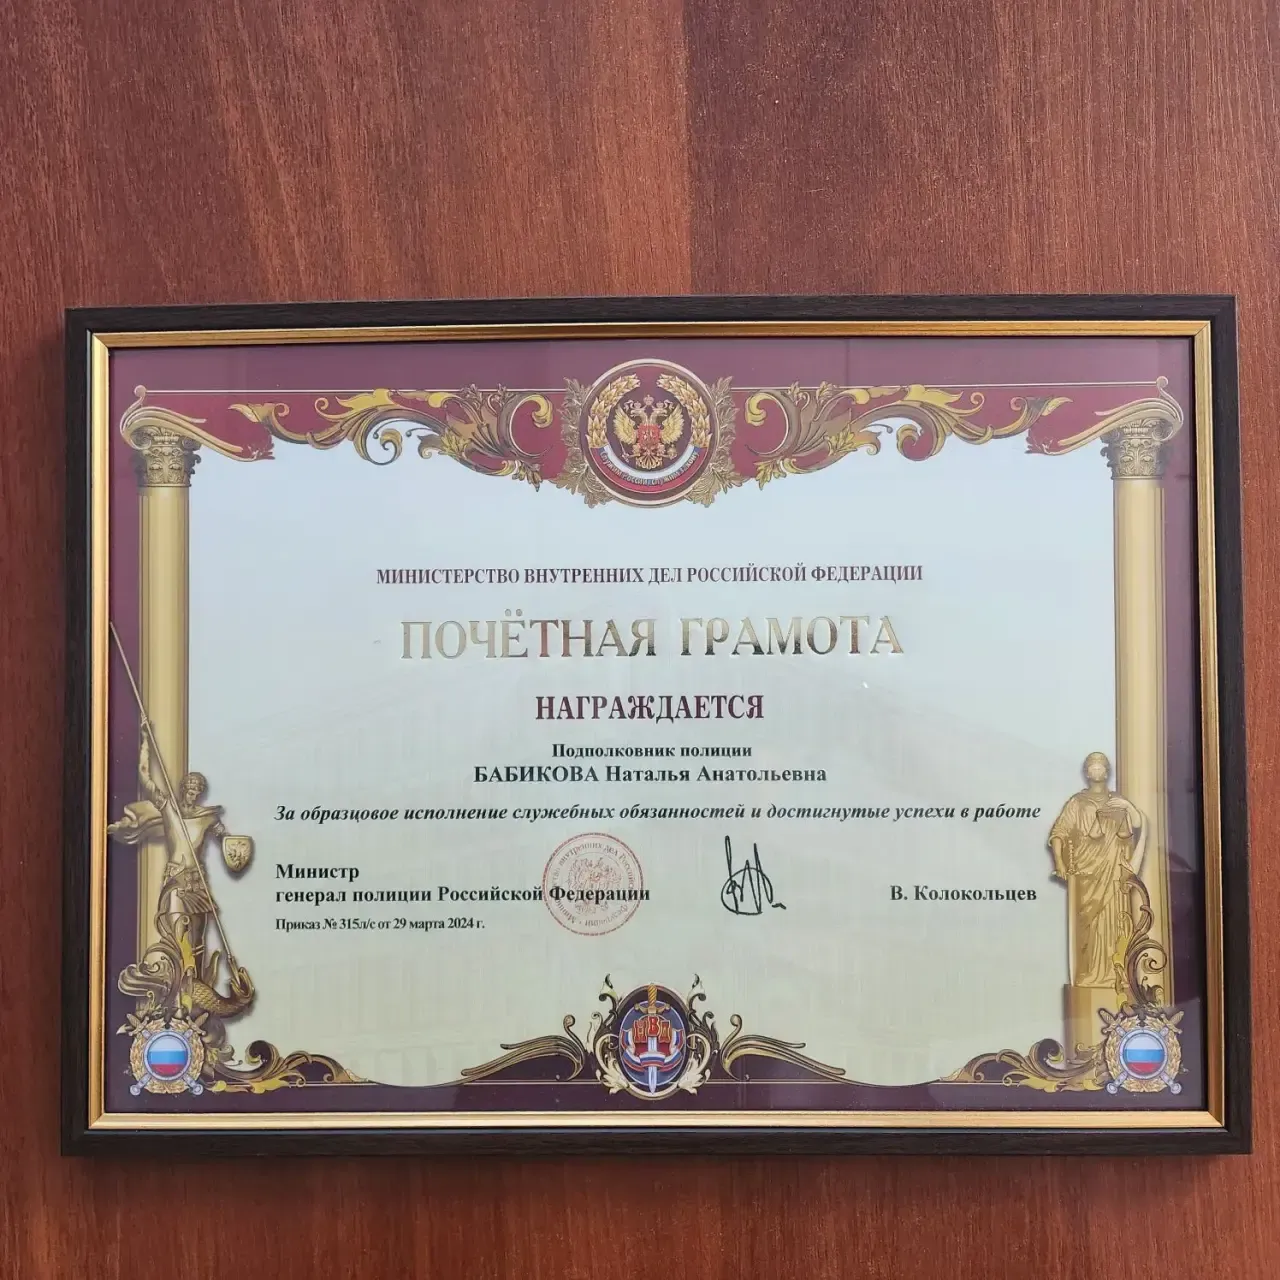 МИНИСТЕРСТВО ВНУТРЕННИХ ДЕЛ РОССИЙСКОЙ ФЕДЕРАЦИИ
ПОЧЁТНАЯ ГРАМОТА
НАГРАЖДАЕТСЯ
Подполковник полиции
БАБИКОВА Наталья Анатольевна
За образцовое исполнение служебных обязанностей и достигнутые успехи в работе
Министр
генерал полиции Российской Федерации В. Колокольцев
Приказ № 315л/с от 29 марта 2024 г.
МВД